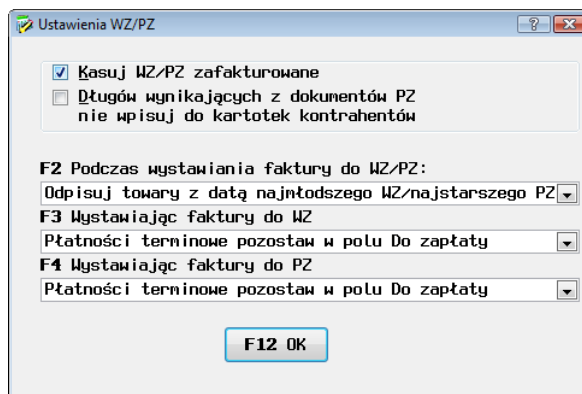 Ustawienia WZ/PZ
Kasuj WZ/PZ zafakturowane
Długów wynikających z dokumentów PZ
nie wpisuj do kartotek kontrahentów
F2 Podczas wystawiania faktury do WZ/PZ:
Odpisuj towary z datą najmłodszego WZ/najstarszego PZ
F3 Wystawiając faktury do WZ
Płatności terminowe pozostaw w polu Do zapłaty
F4 Wystawiając faktury do PZ
Płatności terminowe pozostaw w polu Do zapłaty
F12 OK